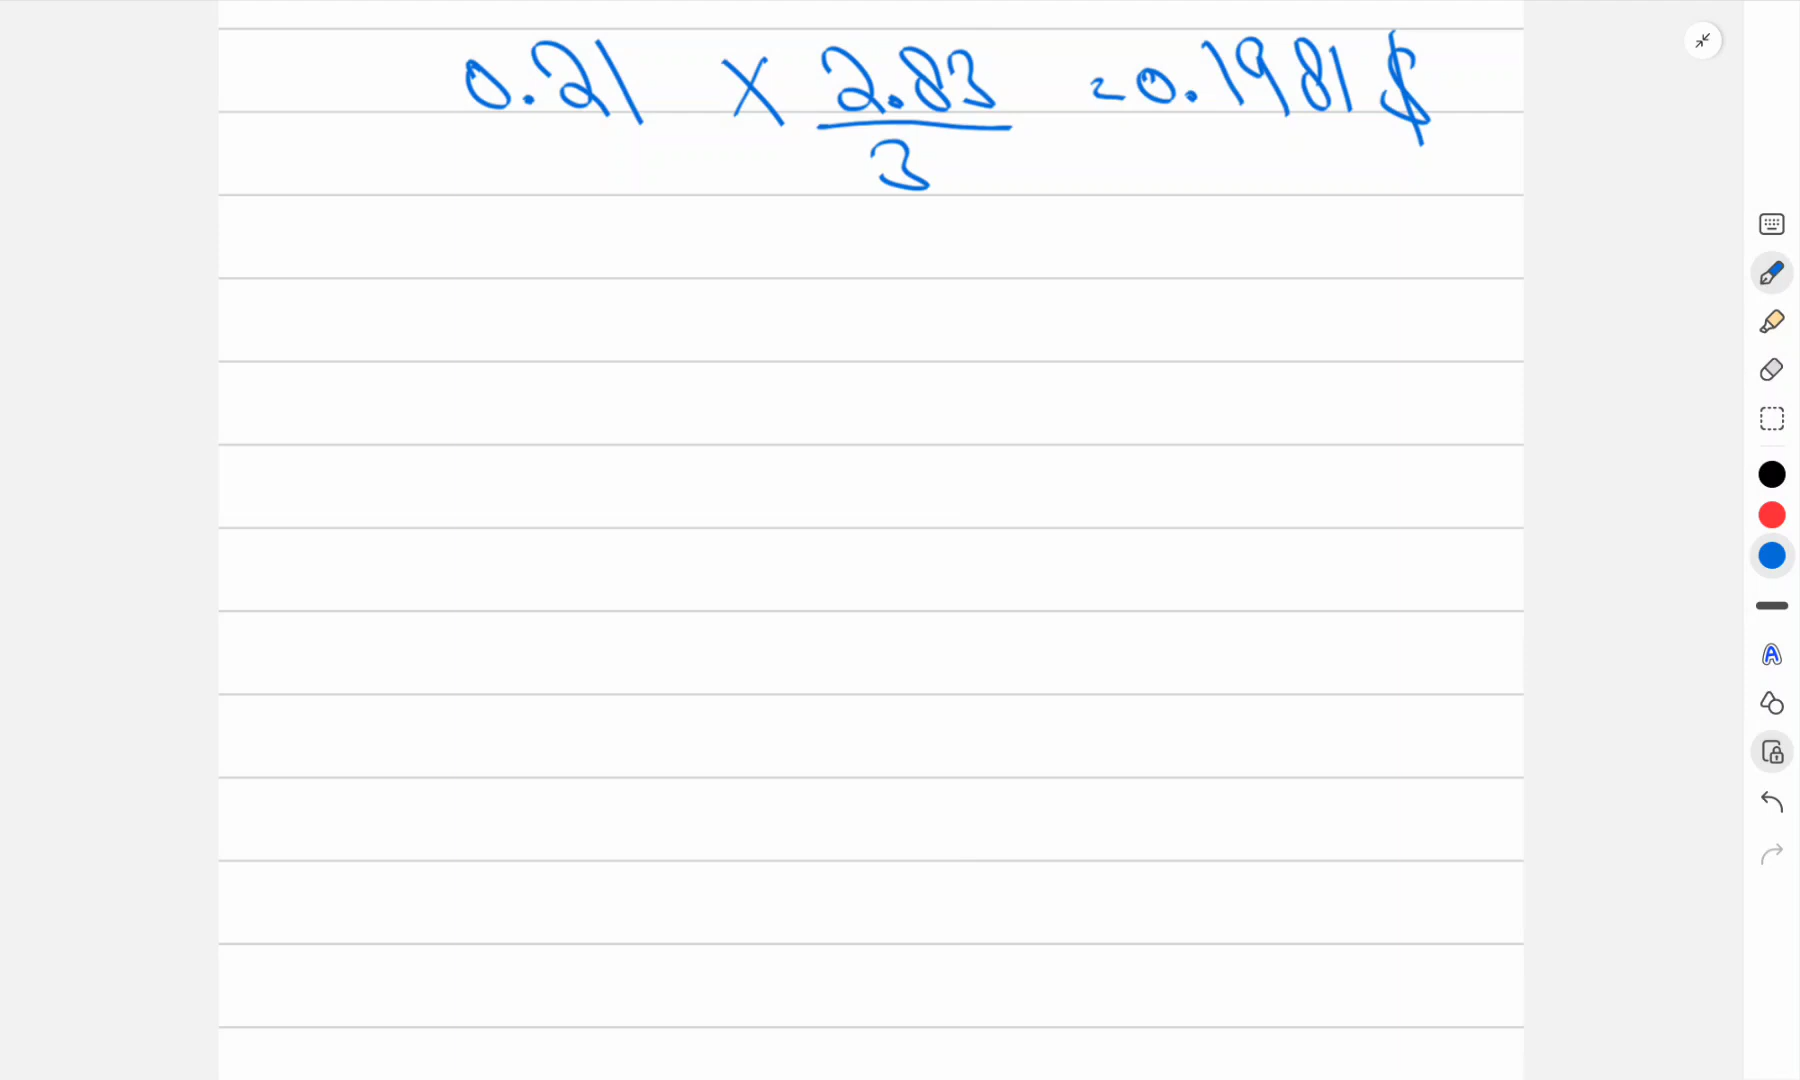 0.21 × 2.83/3 = 0.1981 $